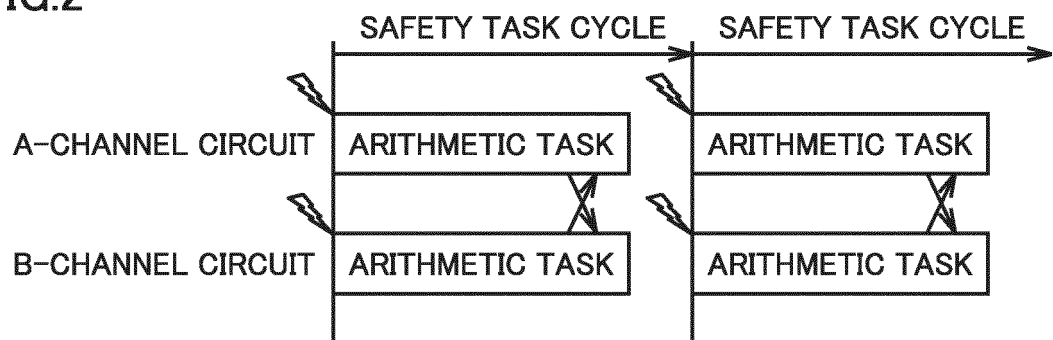 FIG.2
SAFETY TASK CYCLE SAFETY TASK CYCLE
A-CHANNEL CIRCUIT ARITHMETIC TASK ARITHMETIC TASK
B-CHANNEL CIRCUIT ARITHMETIC TASK ARITHMETIC TASK